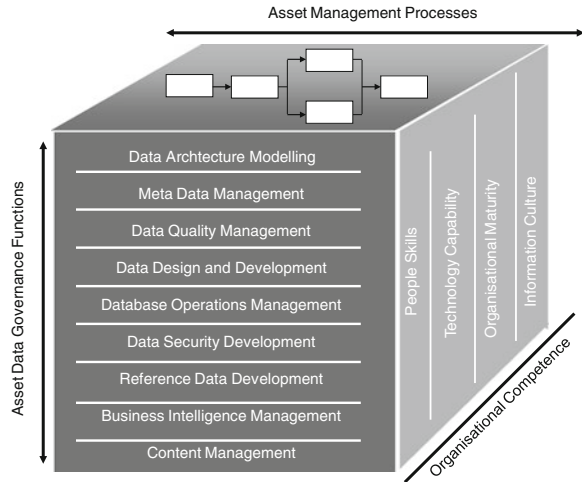 Asset Management Processes
Asset Data Governance Functions
Data Archtecture Modelling
Meta Data Management
Data Quality Management
Data Design and Development
Database Operations Management
Data Security Development
Reference Data Development
Business Intelligence Management
Content Management
People Skills
Technology Capability
Organisational Maturity
Information Culture
Organisational Competence